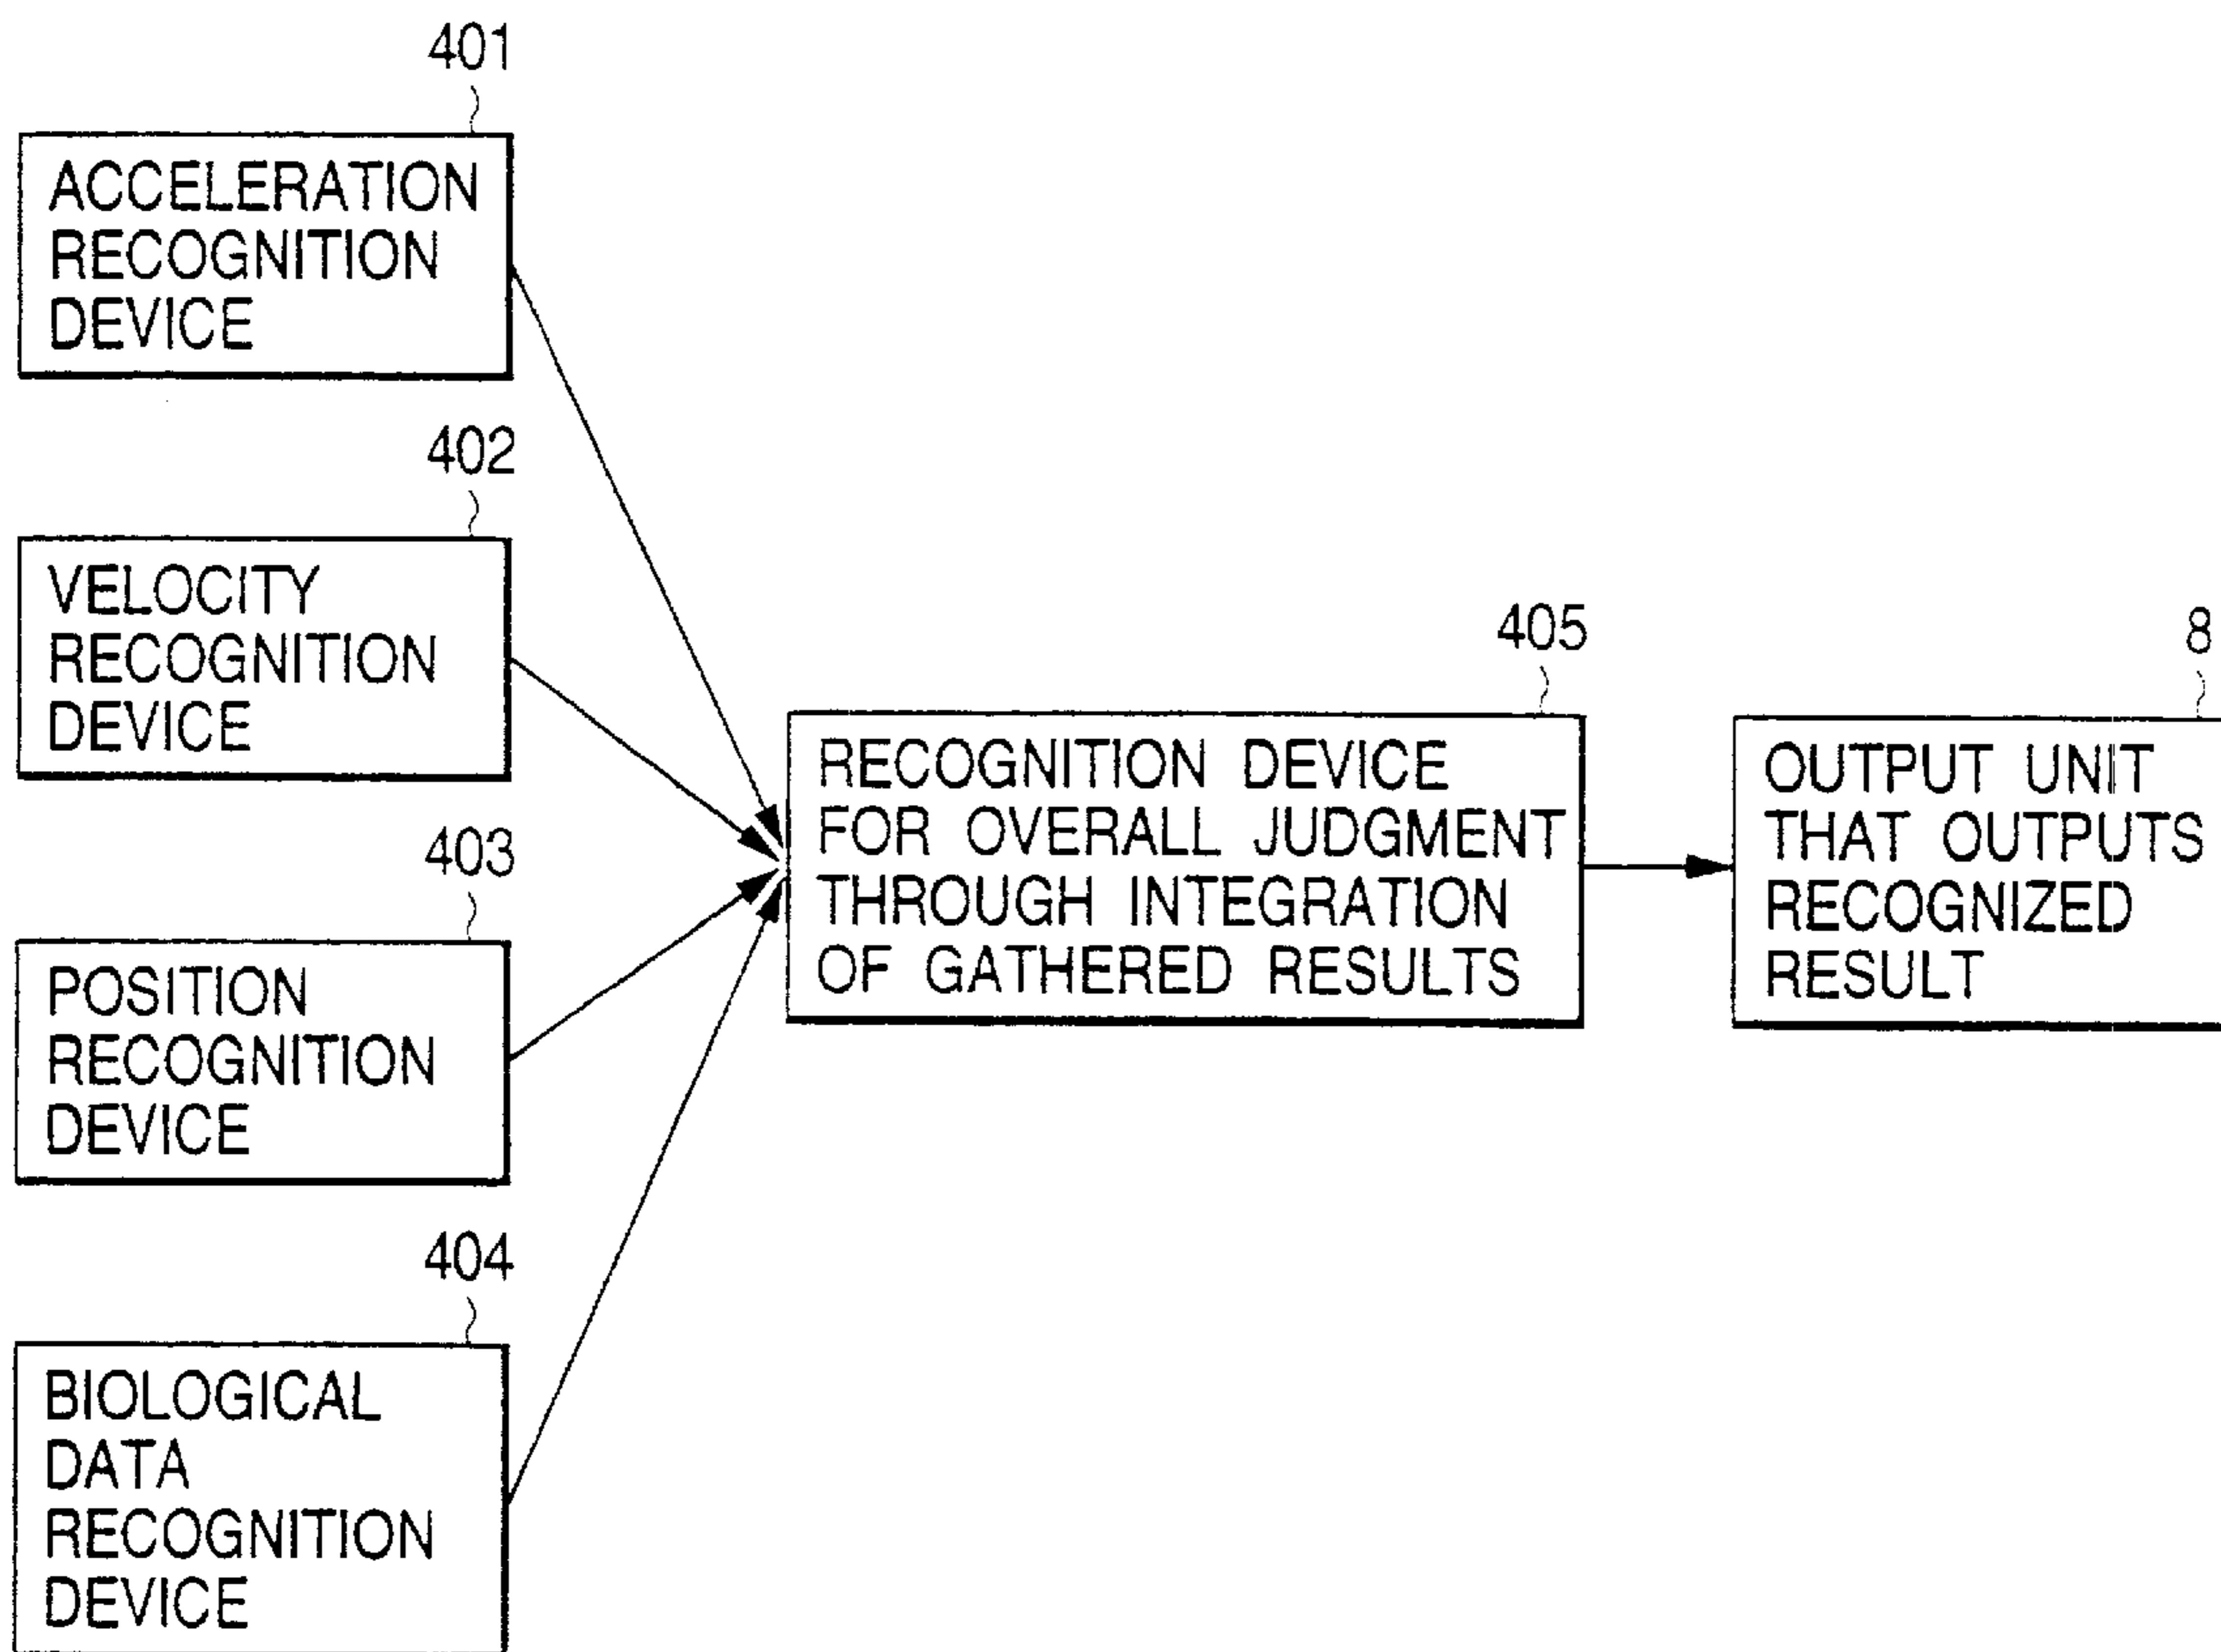 401
ACCELERATION
RECOGNITION
DEVICE
402
VELOCITY
RECOGNITION
DEVICE
403
POSITION
RECOGNITION
DEVICE
404
BIOLOGICAL
DATA
RECOGNITION
DEVICE
405
RECOGNITION DEVICE
FOR OVERALL JUDGMENT
THROUGH INTEGRATION
OF GATHERED RESULTS
8
OUTPUT UNIT
THAT OUTPUTS
RECOGNIZED
RESULT